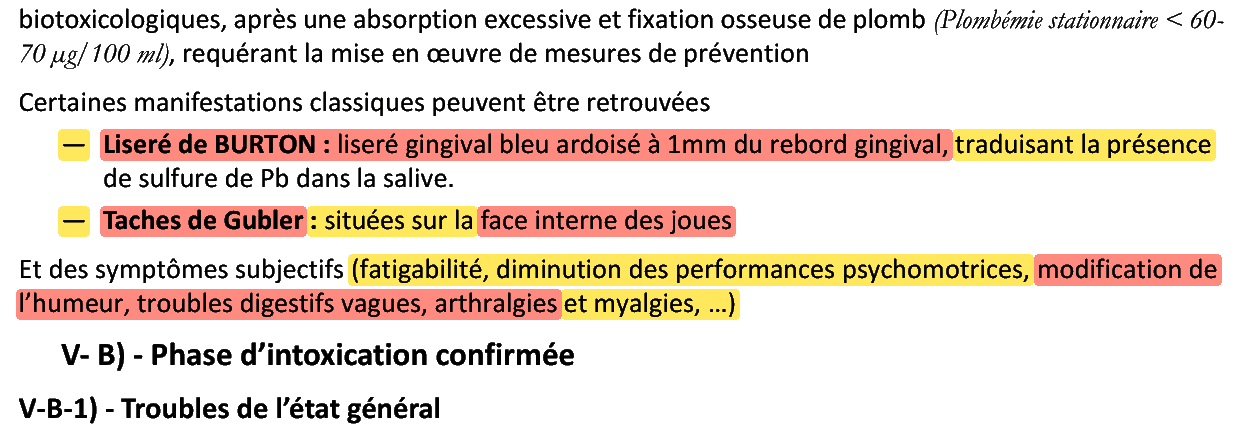 biotoxicologiques, après une absorption excessive et fixation osseuse de plomb (Plombémie stationnaire < 60-
70 µg/100 ml), requérant la mise en œuvre de mesures de prévention
Certaines manifestations classiques peuvent être retrouvées
— Liseré de BURTON : liseré gingival bleu ardoisé à 1mm du rebord gingival, traduisant la présence
de sulfure de Pb dans la salive.
— Taches de Gubler : situées sur la face interne des joues
Et des symptômes subjectifs (fatigabilité, diminution des performances psychomotrices, modification de
l’humeur, troubles digestifs vagues, arthralgies et myalgies, ...)
V- B) - Phase d’intoxication confirmée
V-B-1) - Troubles de l’état général